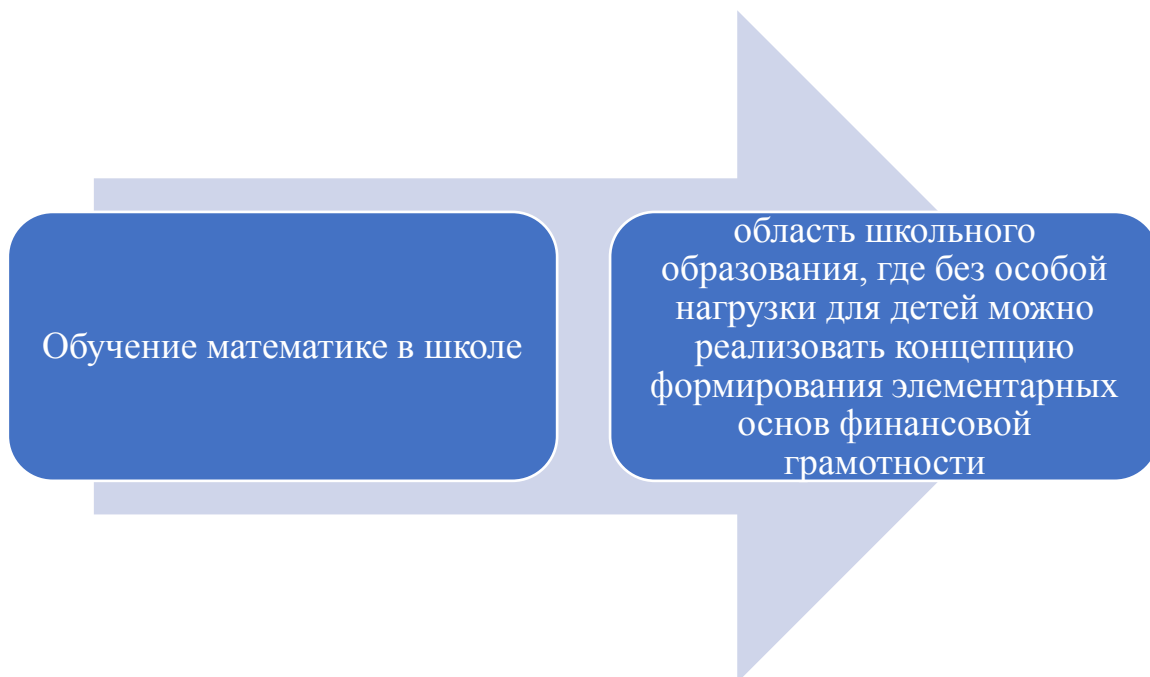 Обучение математике в школе
область школьного
образования, где без особой
нагрузки для детей можно
реализовать концепцию
формирования элементарных
основ финансовой
грамотности